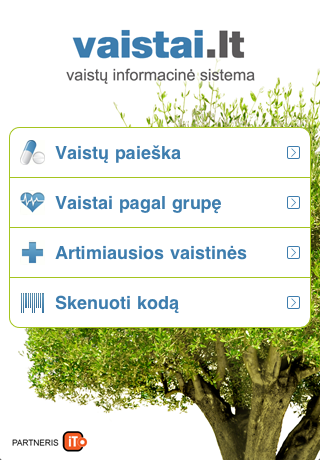 vaistai.lt
vaistų informacinė sistema
Vaistų paieška
Vaistai pagal grupę
Artimiausios vaistinės
Skenuoti kodą
PARTNERIS iT